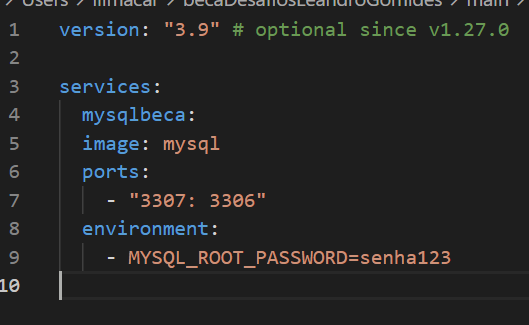 Users > limacar > becaDesafiosLeandroGomides > main >
1 version: "3.9" # optional since v1.27.0
2
3 services:
4 mysqlbeca:
5 image: mysql
6 ports:
7 - "3307: 3306"
8 environment:
9 - MYSQL_ROOT_PASSWORD=senha123
10